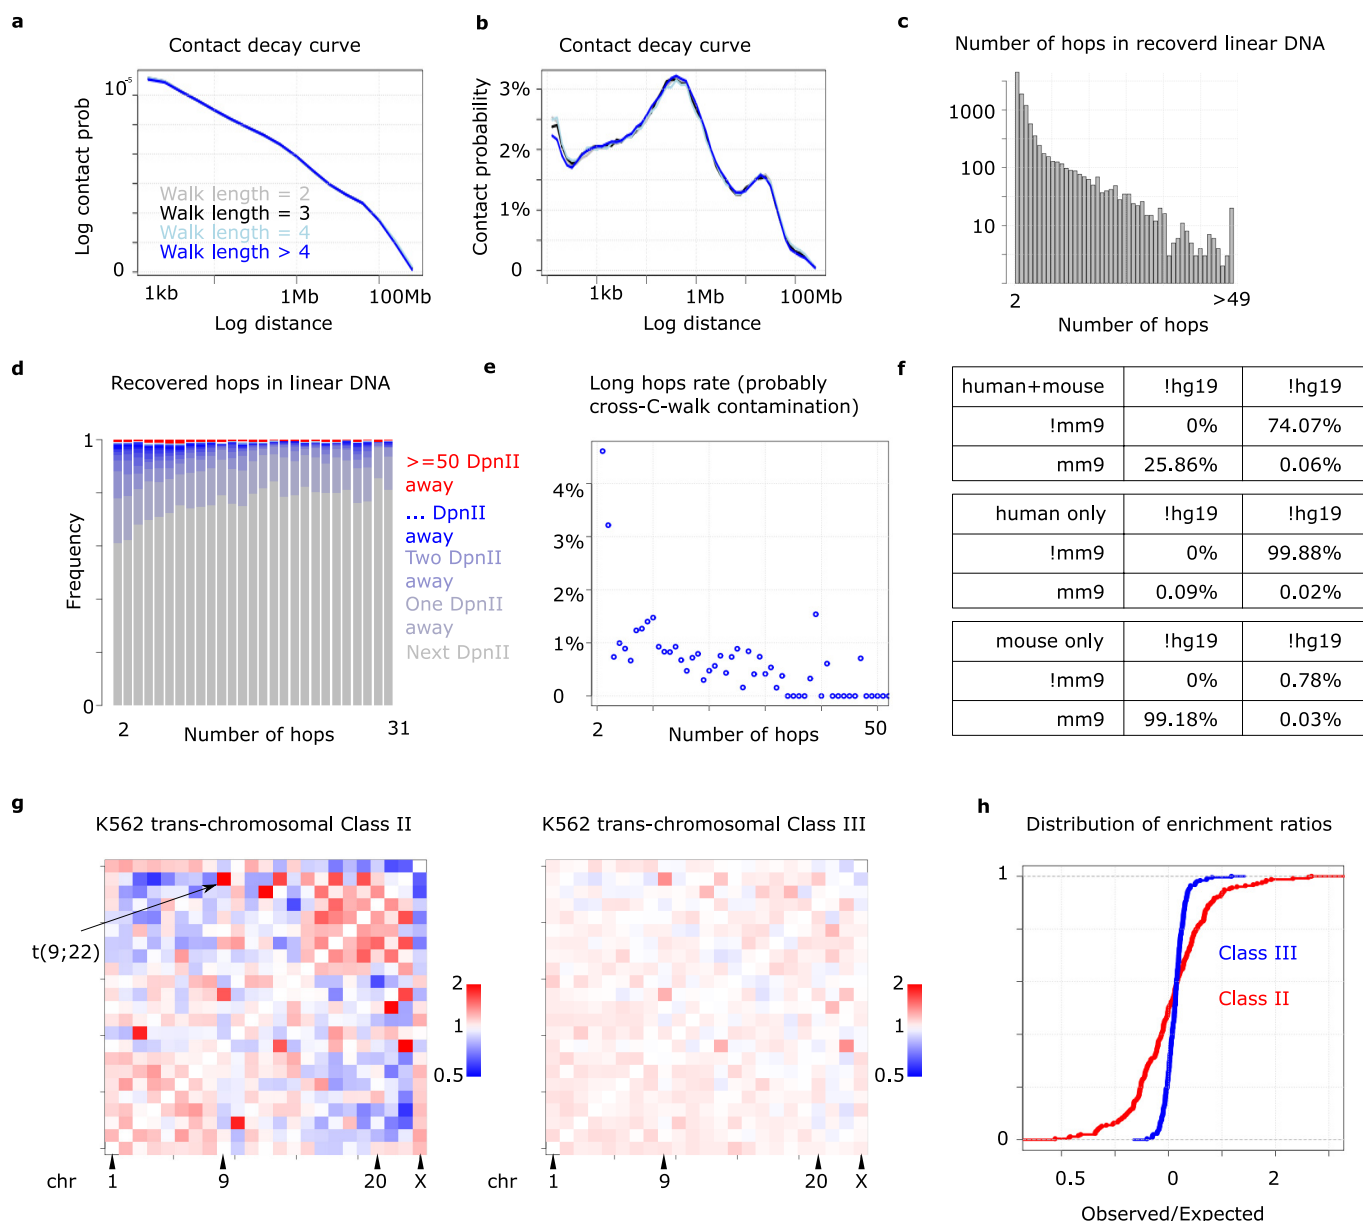 a
Contact decay curve
Log contact prob
10-5
0
Walk length = 2
Walk length = 3
Walk length = 4
Walk length > 4
1kb
1Mb
100Mb
Log distance
b
Contact decay curve
Contact probability
3%
2%
1%
0
1kb
1Mb
100Mb
Log distance
c
Number of hops in recoverd linear DNA
1000
100
10
2
>49
Number of hops
d
Recovered hops in linear DNA
Frequency
1
0
2
31
Number of hops
>=50 DpnII
away
... DpnII
away
Two DpnII
away
One DpnII
away
Next DpnII
e
Long hops rate (probably
cross-C-walk contamination)
4%
3%
2%
1%
0
2
50
Number of hops
f
human+mouse !hg19 !hg19
!mm9 0% 74.07%
mm9 25.86% 0.06%
human only !hg19 !hg19
!mm9 0% 99.88%
mm9 0.09% 0.02%
mouse only !hg19 !hg19
!mm9 0% 0.78%
mm9 99.18% 0.03%
g
K562 trans-chromosomal Class II
t(9;22)
2
1
0.5
chr 1 9 20 X
K562 trans-chromosomal Class III
2
1
0.5
chr 1 9 20 X
h
Distribution of enrichment ratios
1
0
Class III
Class II
0.5 0 2
Observed/Expected